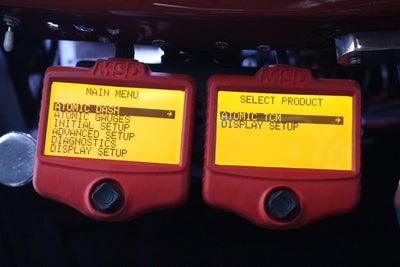 MSD
MAIN MENU
ATOMIC DASH →
ATOMIC GAUGES
INITIAL SETUP
ADVANCED SETUP
DIAGNOSTICS
DISPLAY SETUP
MSD
SELECT PRODUCT
ATOMIC TCM →
DISPLAY SETUP